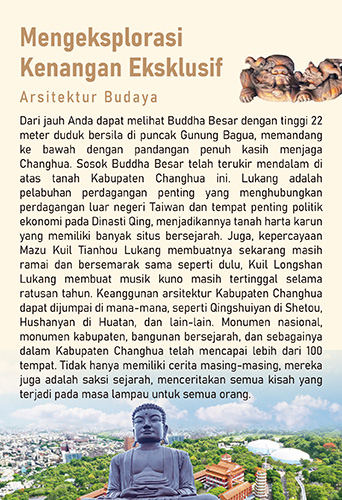 Mengeksplorasi
Kenangan Eksklusif
Arsitektur Budaya
Dari jauh Anda dapat melihat Buddha Besar dengan tinggi 22
meter duduk bersila di puncak Gunung Bagua, memandang
ke bawah dengan pandangan penuh kasih menjaga
Changhua. Sosok Buddha Besar telah terukir mendalam di
atas tanah Kabupaten Changhua ini. Lukang adalah
pelabuhan perdagangan penting yang menghubungkan
perdagangan luar negeri Taiwan dan tempat penting politik
ekonomi pada Dinasti Qing, menjadikannya tanah harta karun
yang memiliki banyak situs bersejarah. Juga, kepercayaan
Mazu Kuil Tianhou Lukang membuatnya sekarang masih
ramai dan bersemarak sama seperti dulu, Kuil Longshan
Lukang membuat musik kuno masih tertinggal selama
ratusan tahun. Keanggunan arsitektur Kabupaten Changhua
dapat dijumpai di mana-mana, seperti Qingshuiyan di Shetou,
Hushanyan di Huatan, dan lain-lain. Monumen nasional,
monumen kabupaten, bangunan bersejarah, dan sebagainya
dalam Kabupaten Changhua telah mencapai lebih dari 100
tempat. Tidak hanya memiliki cerita masing-masing, mereka
juga adalah saksi sejarah, menceritakan semua kisah yang
terjadi pada masa lampau untuk semua orang.